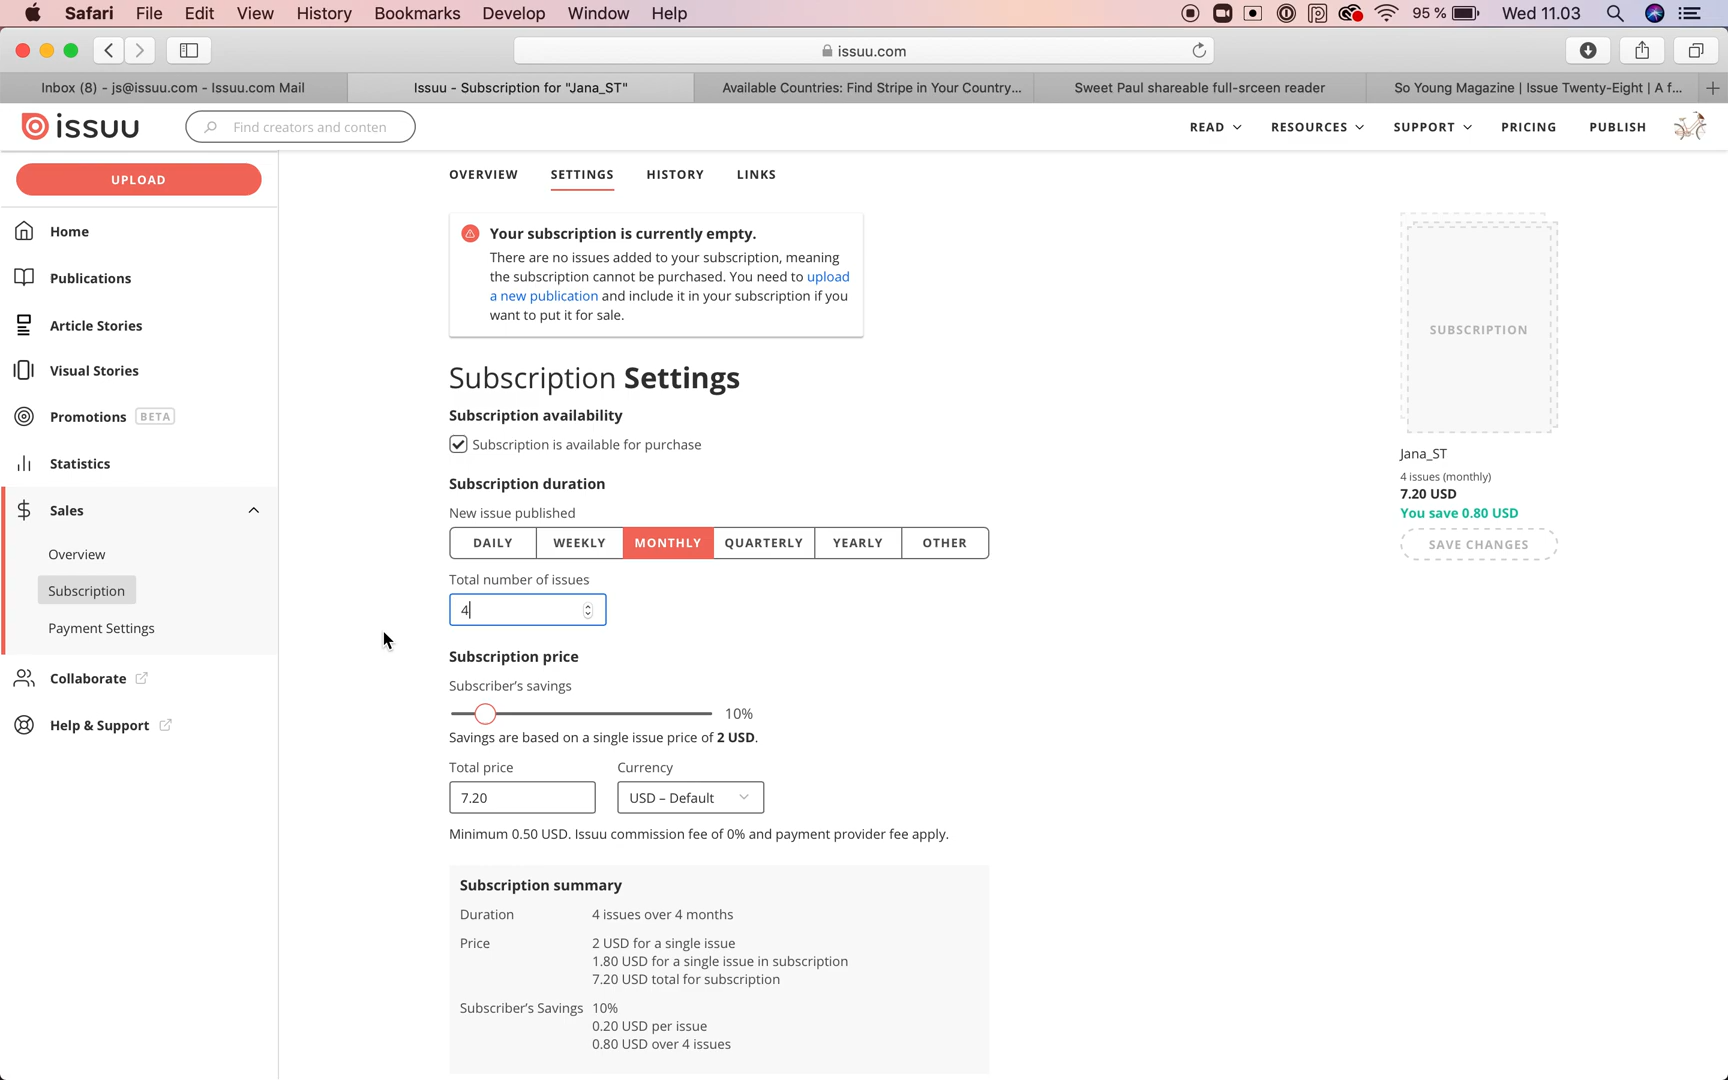 Safari File Edit View History Bookmarks Develop Window Help 95 % Wed 11.03
issuu.com
Inbox (8) - js@issuu.com - Issuu.com Mail
Issuu - Subscription for "Jana_ST"
Available Countries: Find Stripe in Your Country...
Sweet Paul shareable full-srceen reader
So Young Magazine | Issue Twenty-Eight | A f...
issuu
Find creators and conten
READ
RESOURCES
SUPPORT
PRICING
PUBLISH
UPLOAD
Home
Publications
Article Stories
Visual Stories
Promotions BETA
Statistics
Sales
Overview
Subscription
Payment Settings
Collaborate
Help & Support
OVERVIEW SETTINGS HISTORY LINKS
Your subscription is currently empty.
There are no issues added to your subscription, meaning
the subscription cannot be purchased. You need to upload
a new publication and include it in your subscription if you
want to put it for sale.
Subscription Settings
Subscription availability
Subscription is available for purchase
Subscription duration
New issue published
DAILY WEEKLY MONTHLY QUARTERLY YEARLY OTHER
Total number of issues
4
Subscription price
Subscriber's savings
10%
Savings are based on a single issue price of 2 USD.
Total price Currency
7.20 USD – Default
Minimum 0.50 USD. Issuu commission fee of 0% and payment provider fee apply.
Subscription summary
Duration 4 issues over 4 months
Price 2 USD for a single issue
1.80 USD for a single issue in subscription
7.20 USD total for subscription
Subscriber's Savings 10%
0.20 USD per issue
0.80 USD over 4 issues
SUBSCRIPTION
Jana_ST
4 issues (monthly)
7.20 USD
You save 0.80 USD
SAVE CHANGES